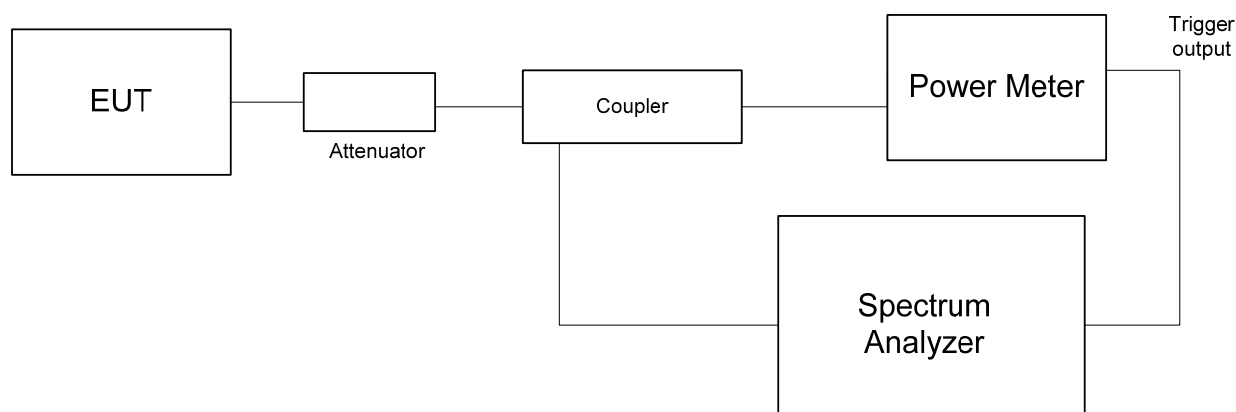 EUT
Attenuator
Coupler
Power Meter
Trigger
output
Spectrum
Analyzer